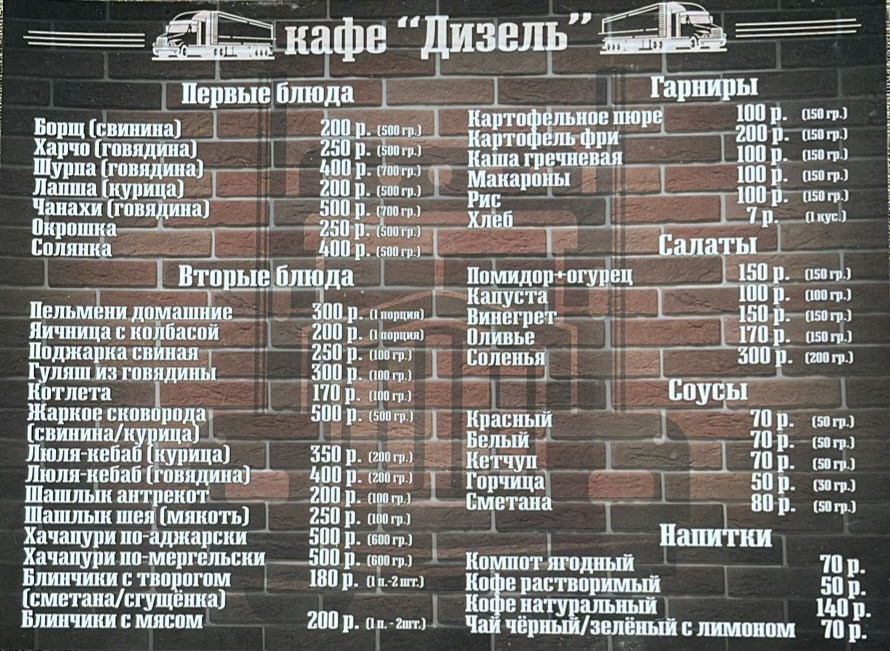 кафе “Дизель”
Первые блюда
Борщ (свинина) 200 р. (500 гр.)
Харчо (говядина) 250 р. (500 гр.)
Шурпа (говядина) 400 р. (700 гр.)
Лапша (курица) 200 р. (500 гр.)
Чанахи (говядина) 500 р. (700 гр.)
Окрошка 250 р. (500 гр.)
Солянка 400 р. (500 гр.)
Вторые блюда
Пельмени домашние 300 р. (1 порция)
Яичница с колбасой 200 р. (1 порция)
Поджарка свиная 250 р. (100 гр.)
Гуляш из говядины 300 р. (100 гр.)
Котлета 170 р. (100 гр.)
Жаркое сковорода 500 р. (500 гр.)
(свинина/курица)
Люля-кебаб (курица) 350 р. (200 гр.)
Люля-кебаб (говядина) 400 р. (200 гр.)
Шашлык антрекот 200 р. (100 гр.)
Шашлык шея (мякоть) 250 р. (100 гр.)
Хачапури по-аджарски 500 р. (600 гр.)
Хачапури по-мергельски 500 р. (600 гр.)
Блинчики с творогом 180 р. (1 п.-2 шт.)
(сметана/сгущёнка)
Блинчики с мясом 200 р. (1 п. - 2шт.)
Гарниры
Картофельное пюре 100 р. (150 гр.)
Картофель фри 200 р. (150 гр.)
Каша гречневая 100 р. (150 гр.)
Макароны 100 р. (150 гр.)
Рис 100 р. (150 гр.)
Хлеб 7 р. (1 кус.)
Салаты
Помидор+огурец 150 р. (150 гр.)
Капуста 100 р. (100 гр.)
Винегрет 150 р. (150 гр.)
Оливье 170 р. (150 гр.)
Соленья 300 р. (200 гр.)
Соусы
Красный 70 р. (50 гр.)
Белый 70 р. (50 гр.)
Кетчуп 70 р. (50 гр.)
Горчица 50 р. (30 гр.)
Сметана 80 р. (50 гр.)
Напитки
Компот ягодный 70 р.
Кофе растворимый 50 р.
Кофе натуральный 140 р.
Чай чёрный/зелёный с лимоном 70 р.